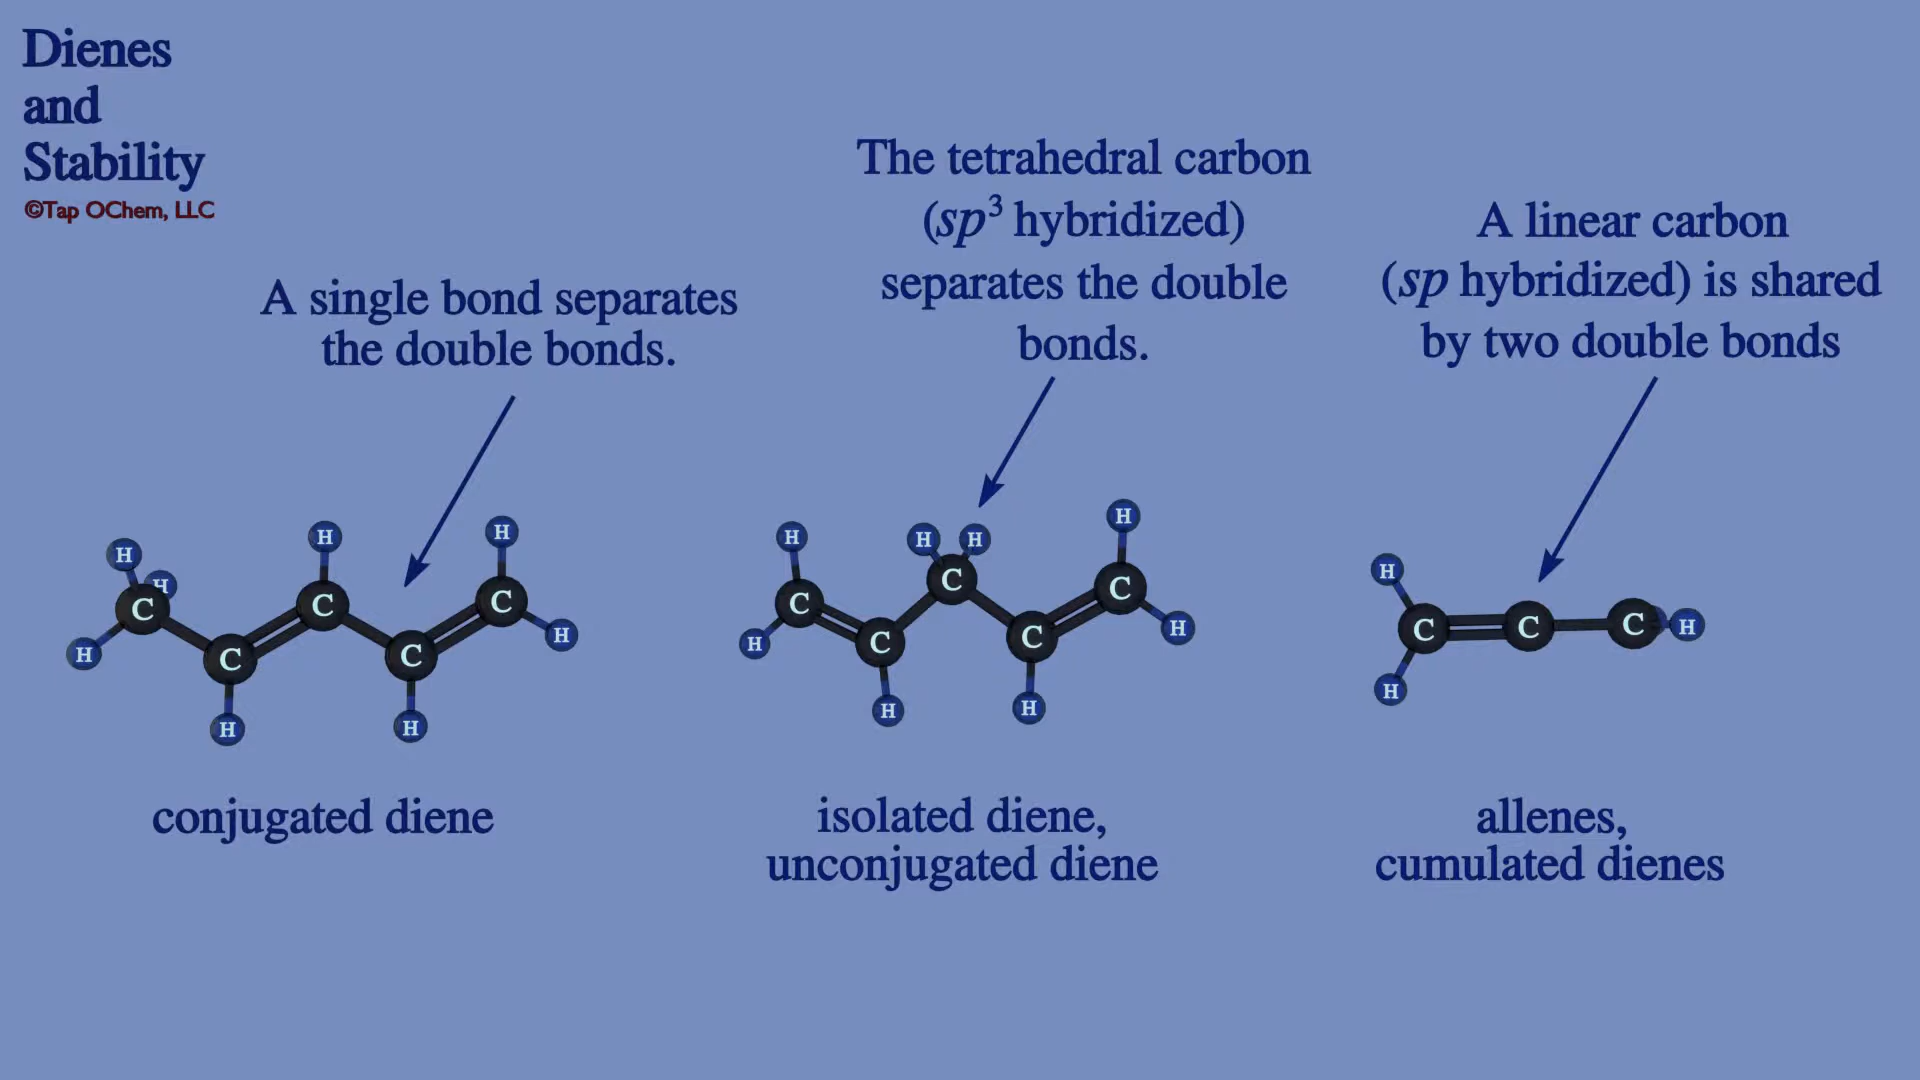 Dienes
and
Stability
©Tap OChem, LLC
A single bond separates
the double bonds.
The tetrahedral carbon
(sp³ hybridized)
separates the double
bonds.
A linear carbon
(sp hybridized) is shared
by two double bonds
H
H
H
H
C
H
C
C
H
C
C
H
H
H
H
H
H
C
C
C
H
C
C
H
H
H
H
H
C
C
C
H
H
conjugated diene
isolated diene,
unconjugated diene
allenes,
cumulated dienes